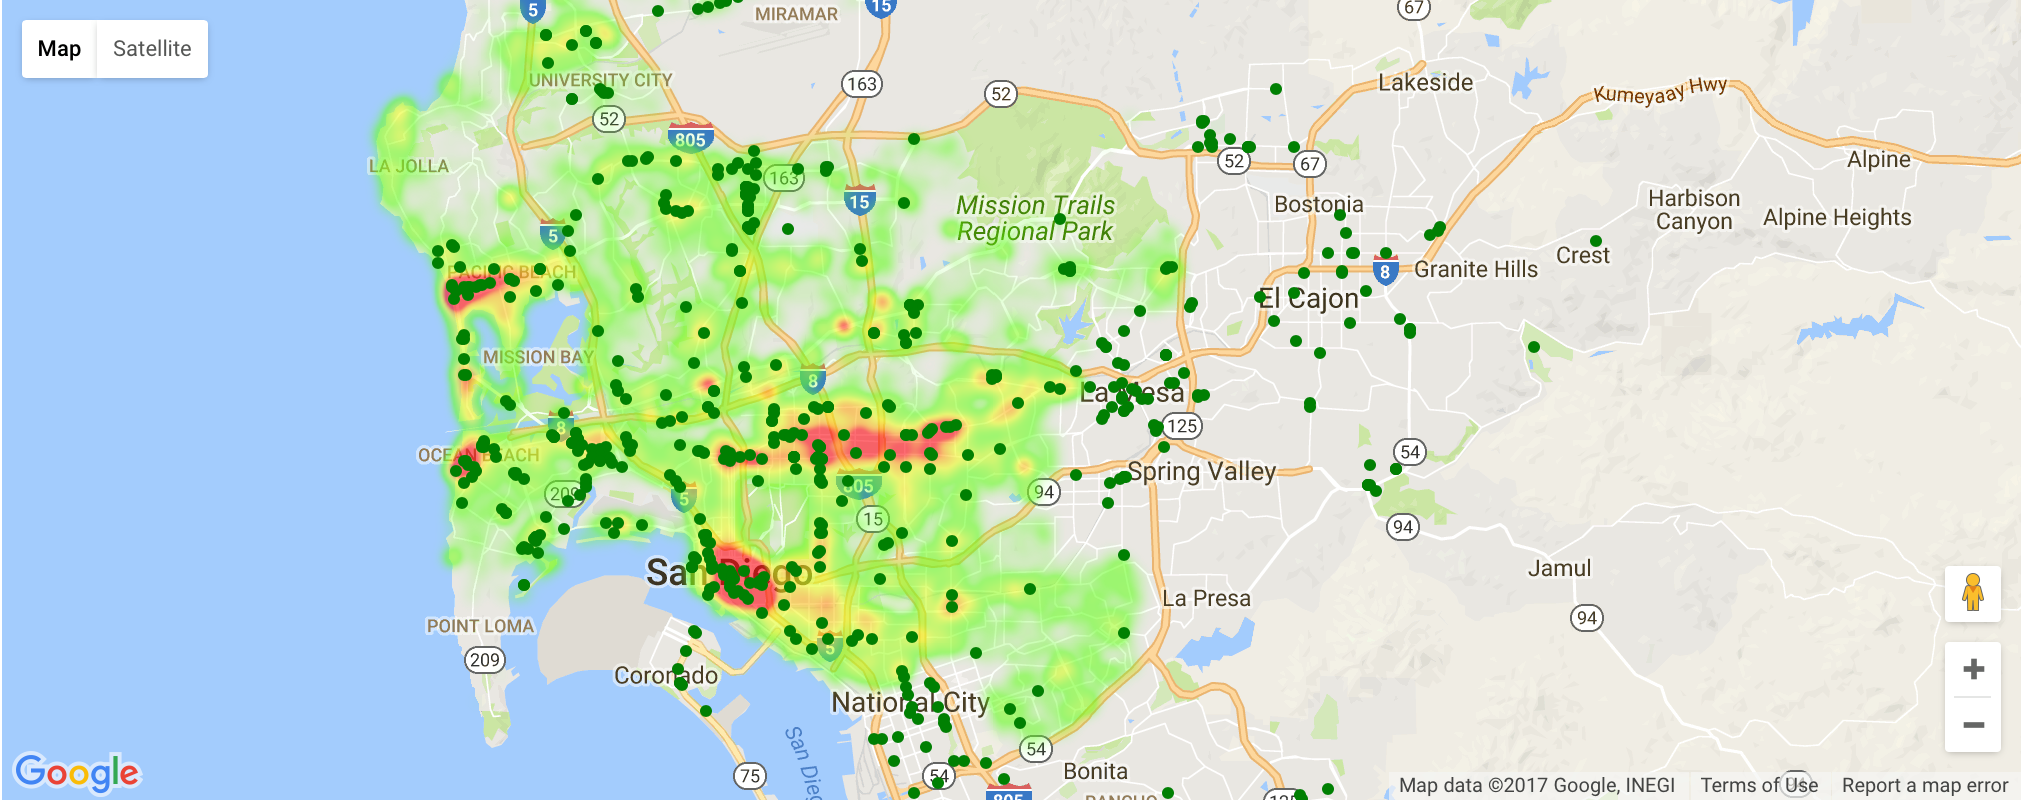 5
15
MIRAMAR
67
Map
Satellite
UNIVERSITY CITY
163
52
Lakeside
Kumeyaay Hwy
52
805
LA JOLLA
163
52
67
Alpine
15
Mission Trails
Regional Park
Bostonia
Harbison
Canyon
Alpine Heights
5
PACIFIC BEACH
8
Granite Hills
Crest
El Cajon
MISSION BAY
8
La Mesa
8
125
OCEAN BEACH
54
Spring Valley
209
5
805
94
15
94
San Diego
Jamul
La Presa
POINT LOMA
94
209
5
Coronado
National City
San Dieg
54
Bonita
Google
75
54
805
Map data ©2017 Google, INEGI
Terms of Use
Report a map error